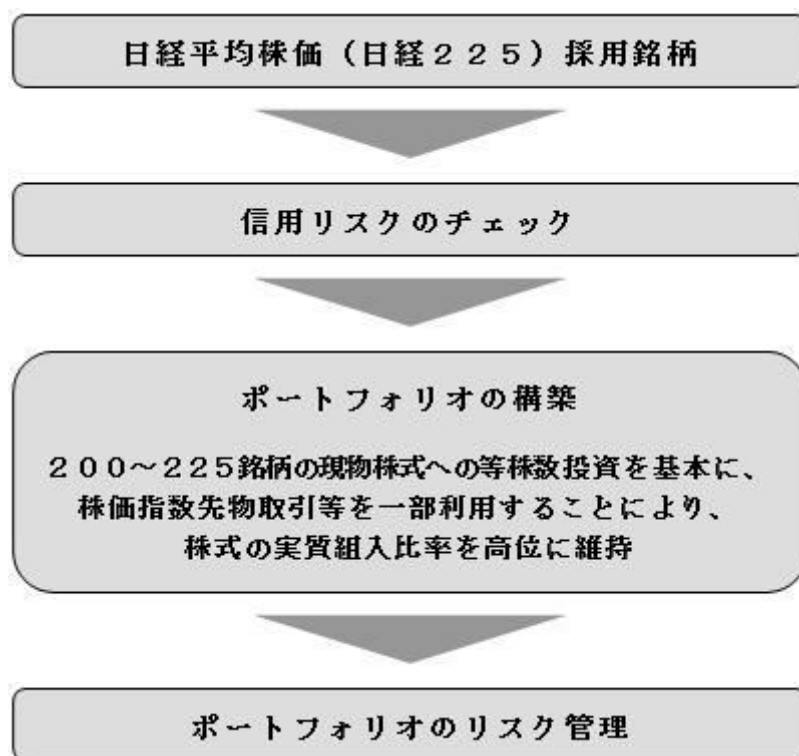 日経平均株価（日経２２５）採用銘柄
信用リスクのチェック
ポートフォリオの構築
２００～２２５銘柄の現物株式への等株数投資を基本に、
株価指数先物取引等を一部利用することにより、
株式の実質組入比率を高位に維持
ポートフォリオのリスク管理